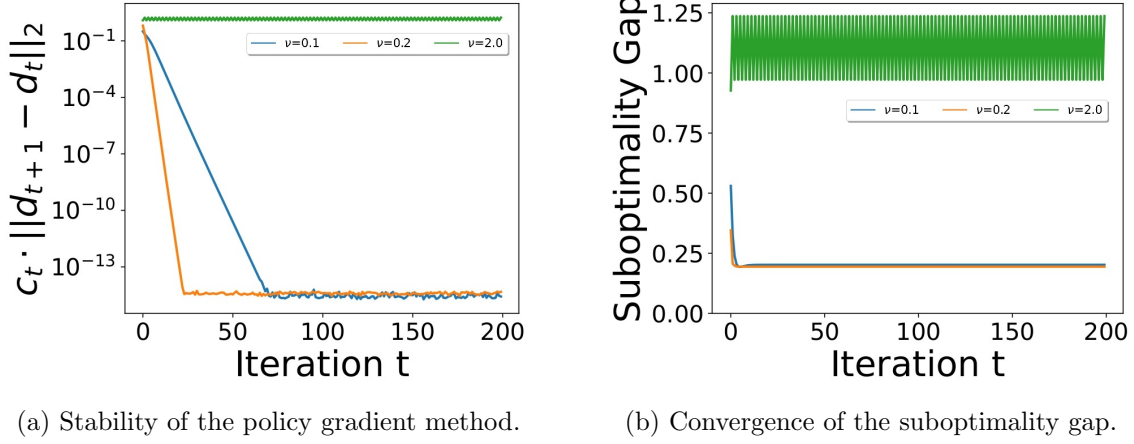 c_t · ||d_{t+1} − d_t||_2
10^{-1}
10^{-4}
10^{-7}
10^{-10}
10^{-13}
ν=0.1 ν=0.2 ν=2.0
0 50 100 150 200
Iteration t
(a) Stability of the policy gradient method.
Suboptimality Gap
1.25
1.00
0.75
0.50
0.25
0.00
ν=0.1 ν=0.2 ν=2.0
0 50 100 150 200
Iteration t
(b) Convergence of the suboptimality gap.